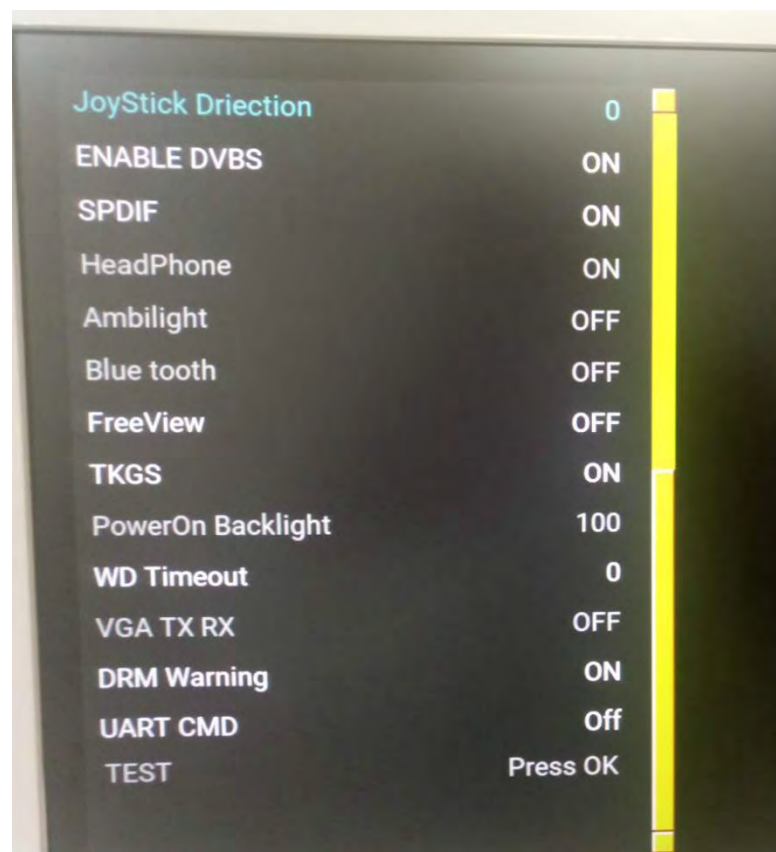 JoyStick Driection 0
ENABLE DVBS ON
SPDIF ON
HeadPhone ON
Ambilight OFF
Blue tooth OFF
FreeView OFF
TKGS ON
PowerOn Backlight 100
WD Timeout 0
VGA TX RX OFF
DRM Warning ON
UART CMD Off
TEST Press OK